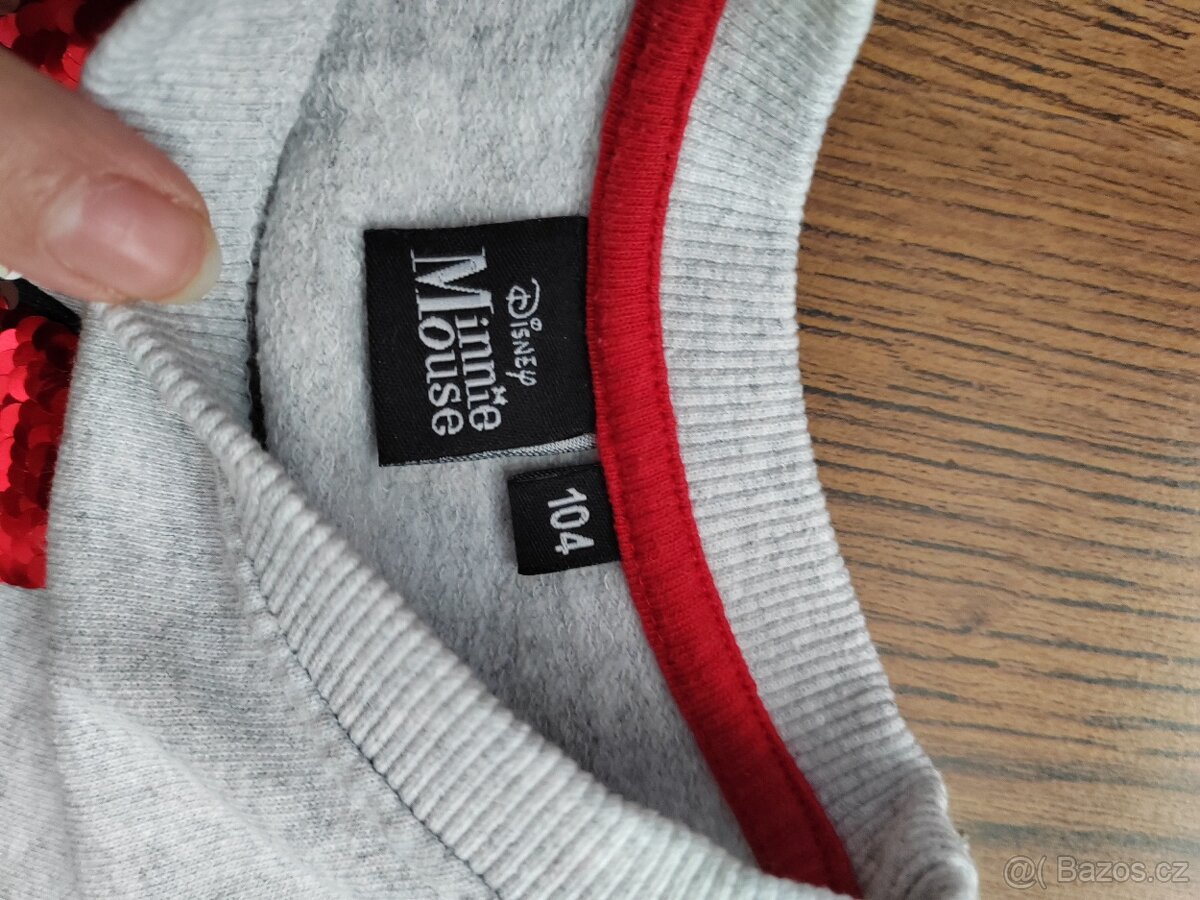 Disney
Minnie
Mouse
104
@( Bazos.cz